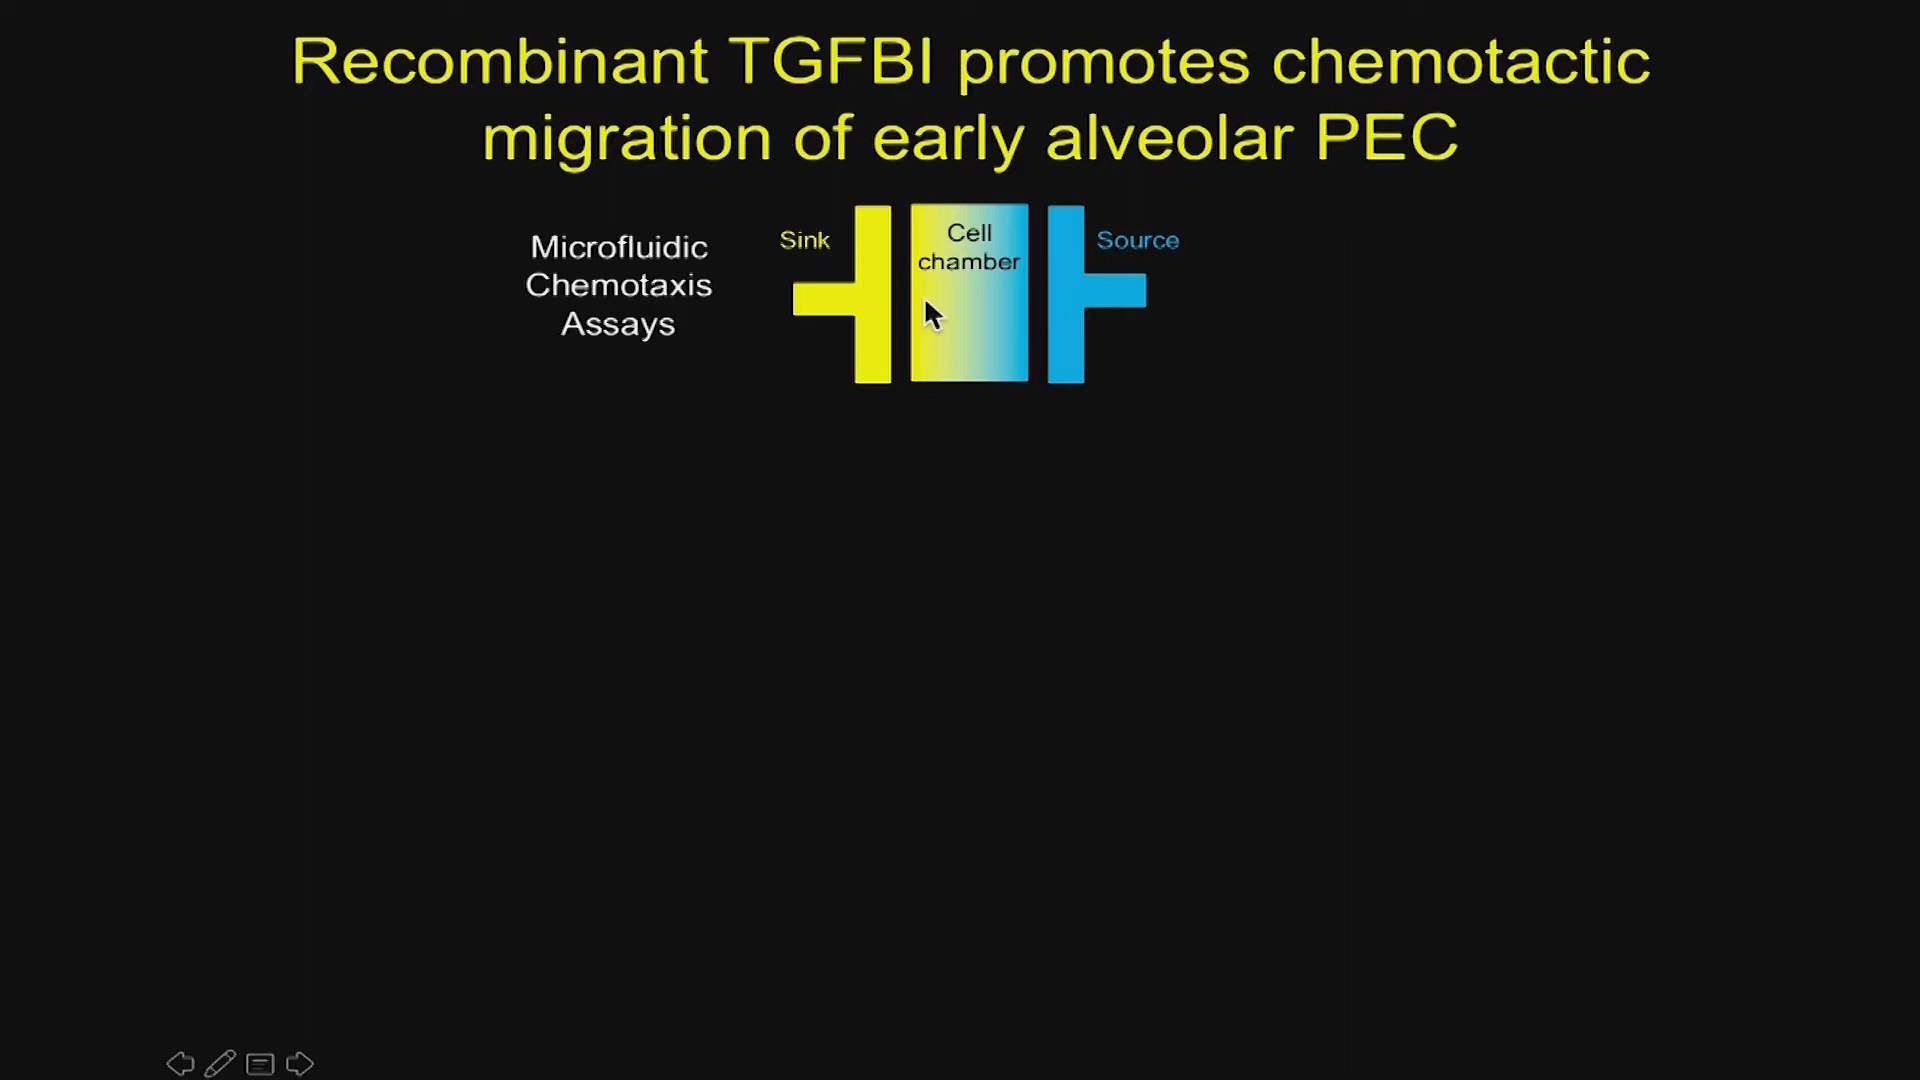 Recombinant TGFBI promotes chemotactic
migration of early alveolar PEC
Microfluidic
Chemotaxis
Assays
Sink
Cell
chamber
Source